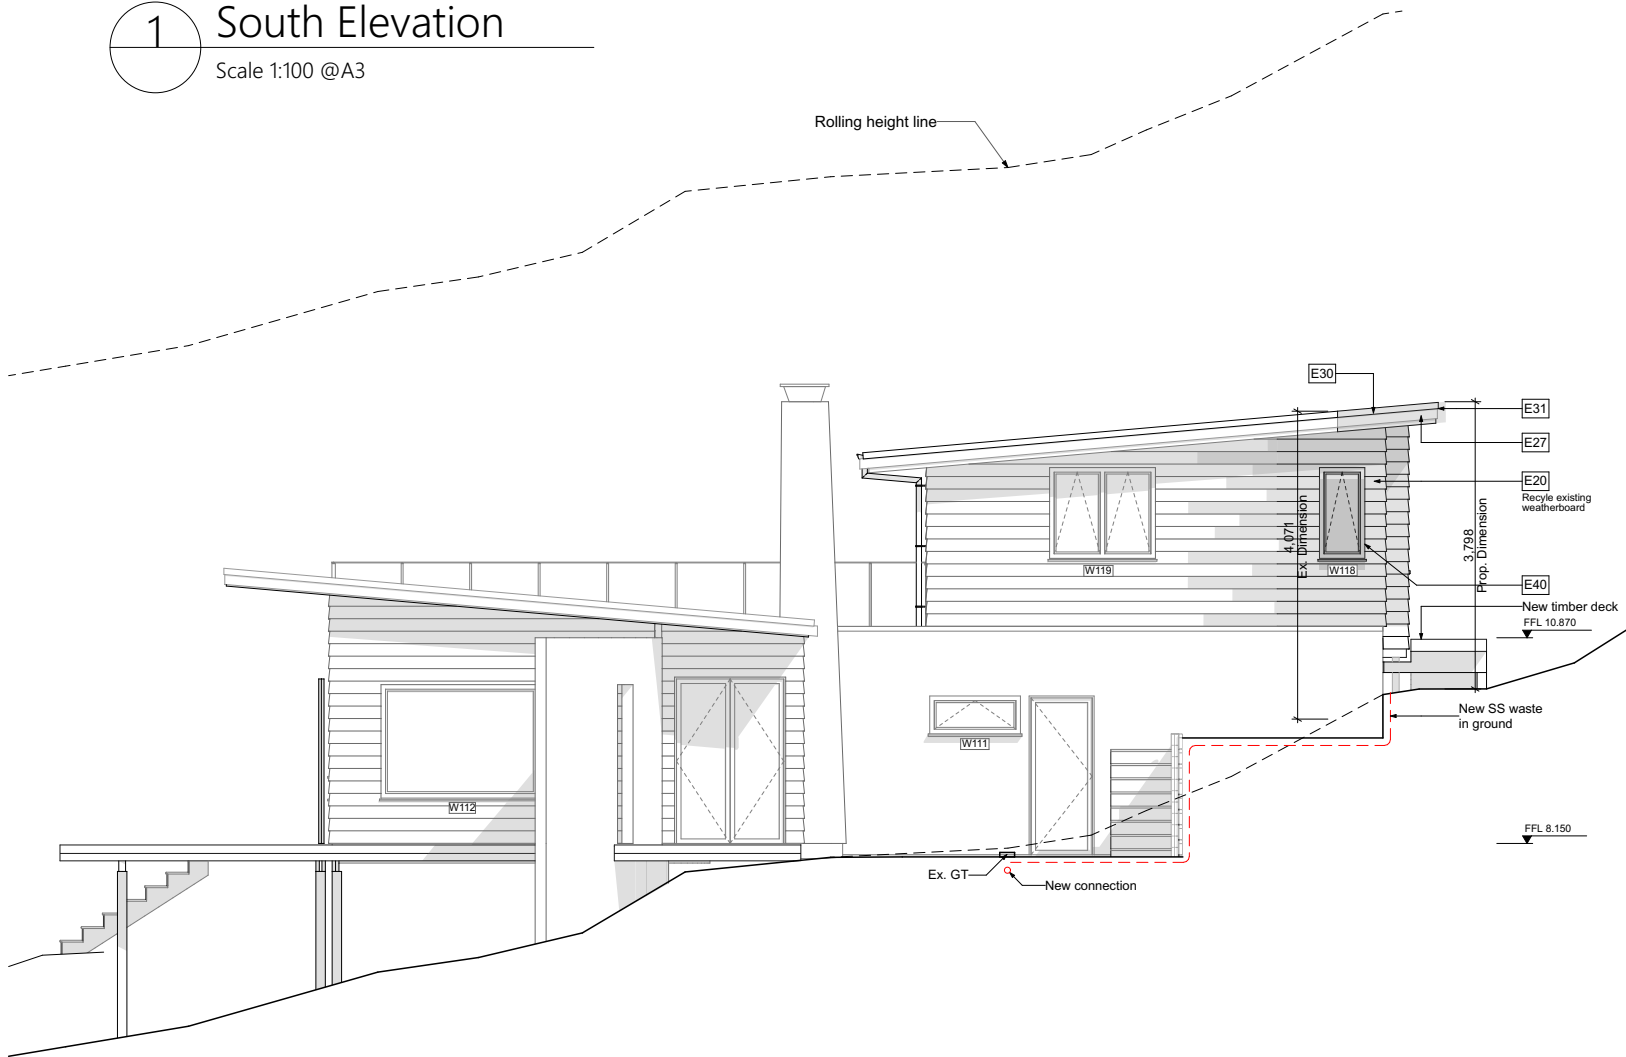 1
South Elevation
Scale 1:100 @A3
Rolling height line
E30
E31
E27
E20
Recyle existing
weatherboard
4,071
Ex. Dimension
3,798
Prop. Dimension
W119
W118
E40
New timber deck
FFL 10.870
New SS waste
in ground
W111
W112
FFL 8.150
Ex. GT
New connection